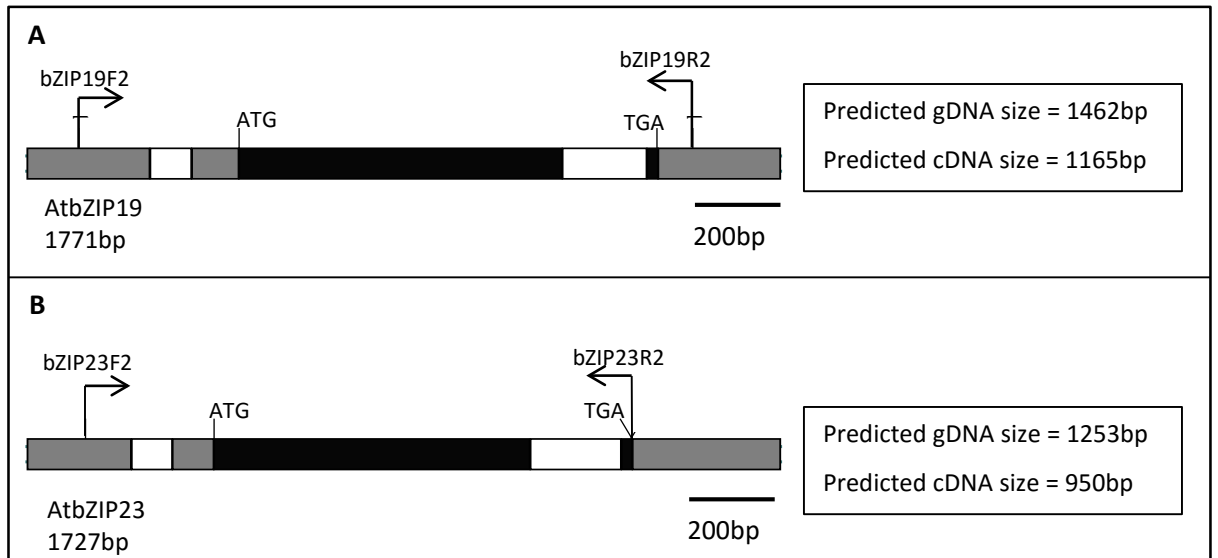 A
bZIP19F2
bZIP19R2
ATG
TGA
Predicted gDNA size = 1462bp
Predicted cDNA size = 1165bp
AtbZIP19
1771bp
200bp
B
bZIP23F2
bZIP23R2
ATG
TGA
Predicted gDNA size = 1253bp
Predicted cDNA size = 950bp
AtbZIP23
1727bp
200bp